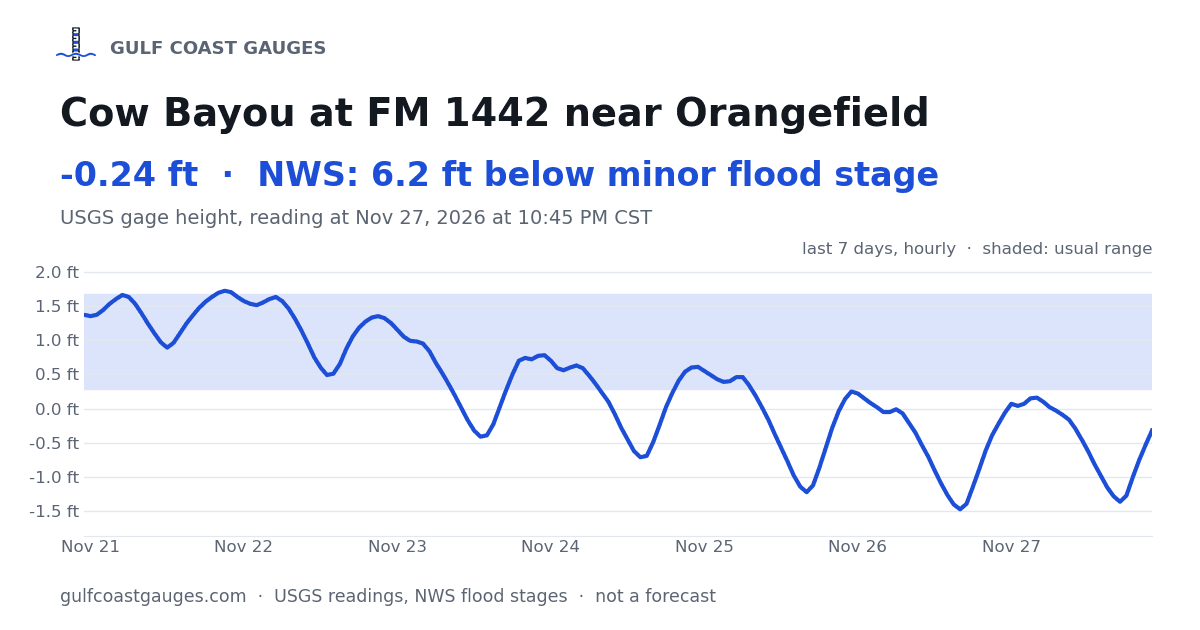 GULF COAST GAUGES
Cow Bayou at FM 1442 near Orangefield
-0.24 ft · NWS: 6.2 ft below minor flood stage
USGS gage height, reading at Nov 27, 2026 at 10:45 PM CST
last 7 days, hourly · shaded: usual range
2.0 ft
1.5 ft
1.0 ft
0.5 ft
0.0 ft
-0.5 ft
-1.0 ft
-1.5 ft
Nov 21 Nov 22 Nov 23 Nov 24 Nov 25 Nov 26 Nov 27
gulfcoastgauges.com · USGS readings, NWS flood stages · not a forecast